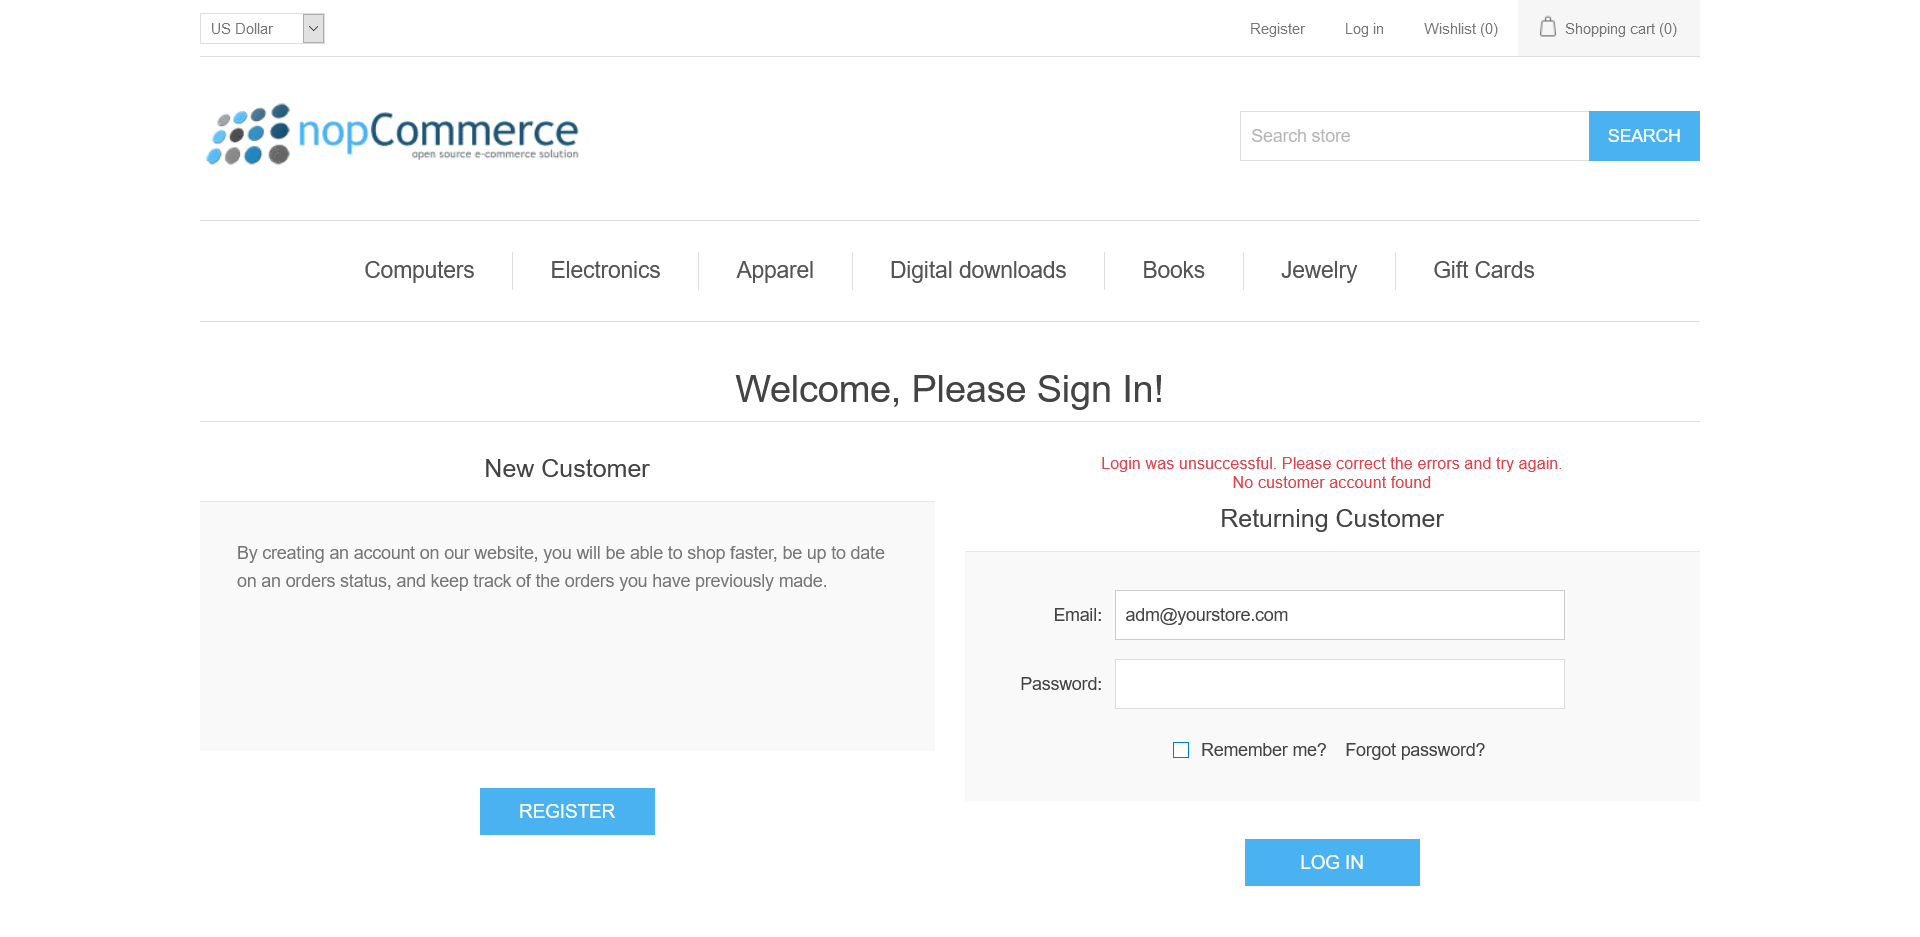 US Dollar
Register
Log in
Wishlist (0)
Shopping cart (0)
nopCommerce
open source e-commerce solution
Search store
SEARCH
Computers
Electronics
Apparel
Digital downloads
Books
Jewelry
Gift Cards
Welcome, Please Sign In!
New Customer
By creating an account on our website, you will be able to shop faster, be up to date
on an orders status, and keep track of the orders you have previously made.
REGISTER
Login was unsuccessful. Please correct the errors and try again.
No customer account found
Returning Customer
Email:
adm@yourstore.com
Password:
Remember me?
Forgot password?
LOG IN